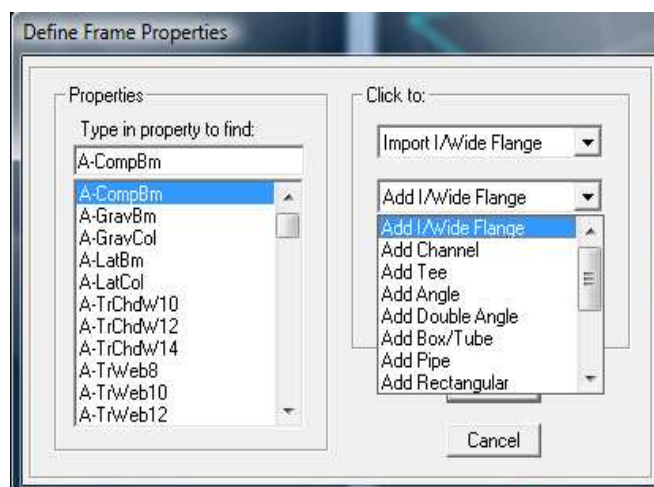 Define Frame Properties
Properties
Type in property to find:
A-CompBm
A-CompBm
A-GravBm
A-GravCol
A-LatBm
A-LatCol
A-TrChdW10
A-TrChdW12
A-TrChdW14
A-TrWeb8
A-TrWeb10
A-TrWeb12
Click to:
Import I/Wide Flange
Add I/Wide Flange
Add I/Wide Flange
Add Channel
Add Tee
Add Angle
Add Double Angle
Add Box/Tube
Add Pipe
Add Rectangular
Cancel